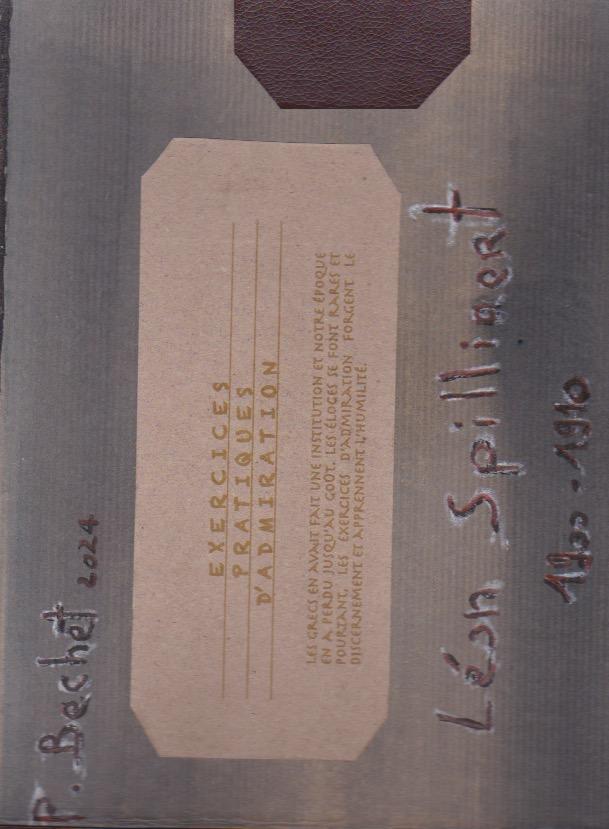 P. Bechet 2024
EXERCICES
PRATIQUES
D'ADMIRATION
LES GRECS EN AVAIT FAIT UNE INSTITUTION ET NOTRE ÉPOQUE
EN A PERDU JUSQU'AU GOÛT. LES ÉLOGES SE FONT RARES ET
POURTANT, LES EXERCICES D'ADMIRATION FORGENT LE
DISCERNEMENT ET APPRENNENT L'HUMILITÉ.
Léon Spilliaert
1900-1910